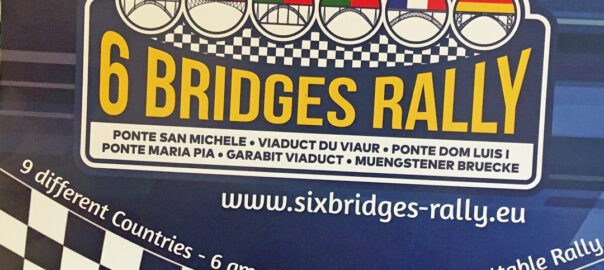 6 BRIDGES RALLY
PONTE SAN MICHELE • VIADUCT DU VIAUR • PONTE DOM LUIS I
PONTE MARIA PIA • GARABIT VIADUCT • MUENGSTENER BRUECKE
www.sixbridges-rally.eu
9 different Countries - 6
Rally